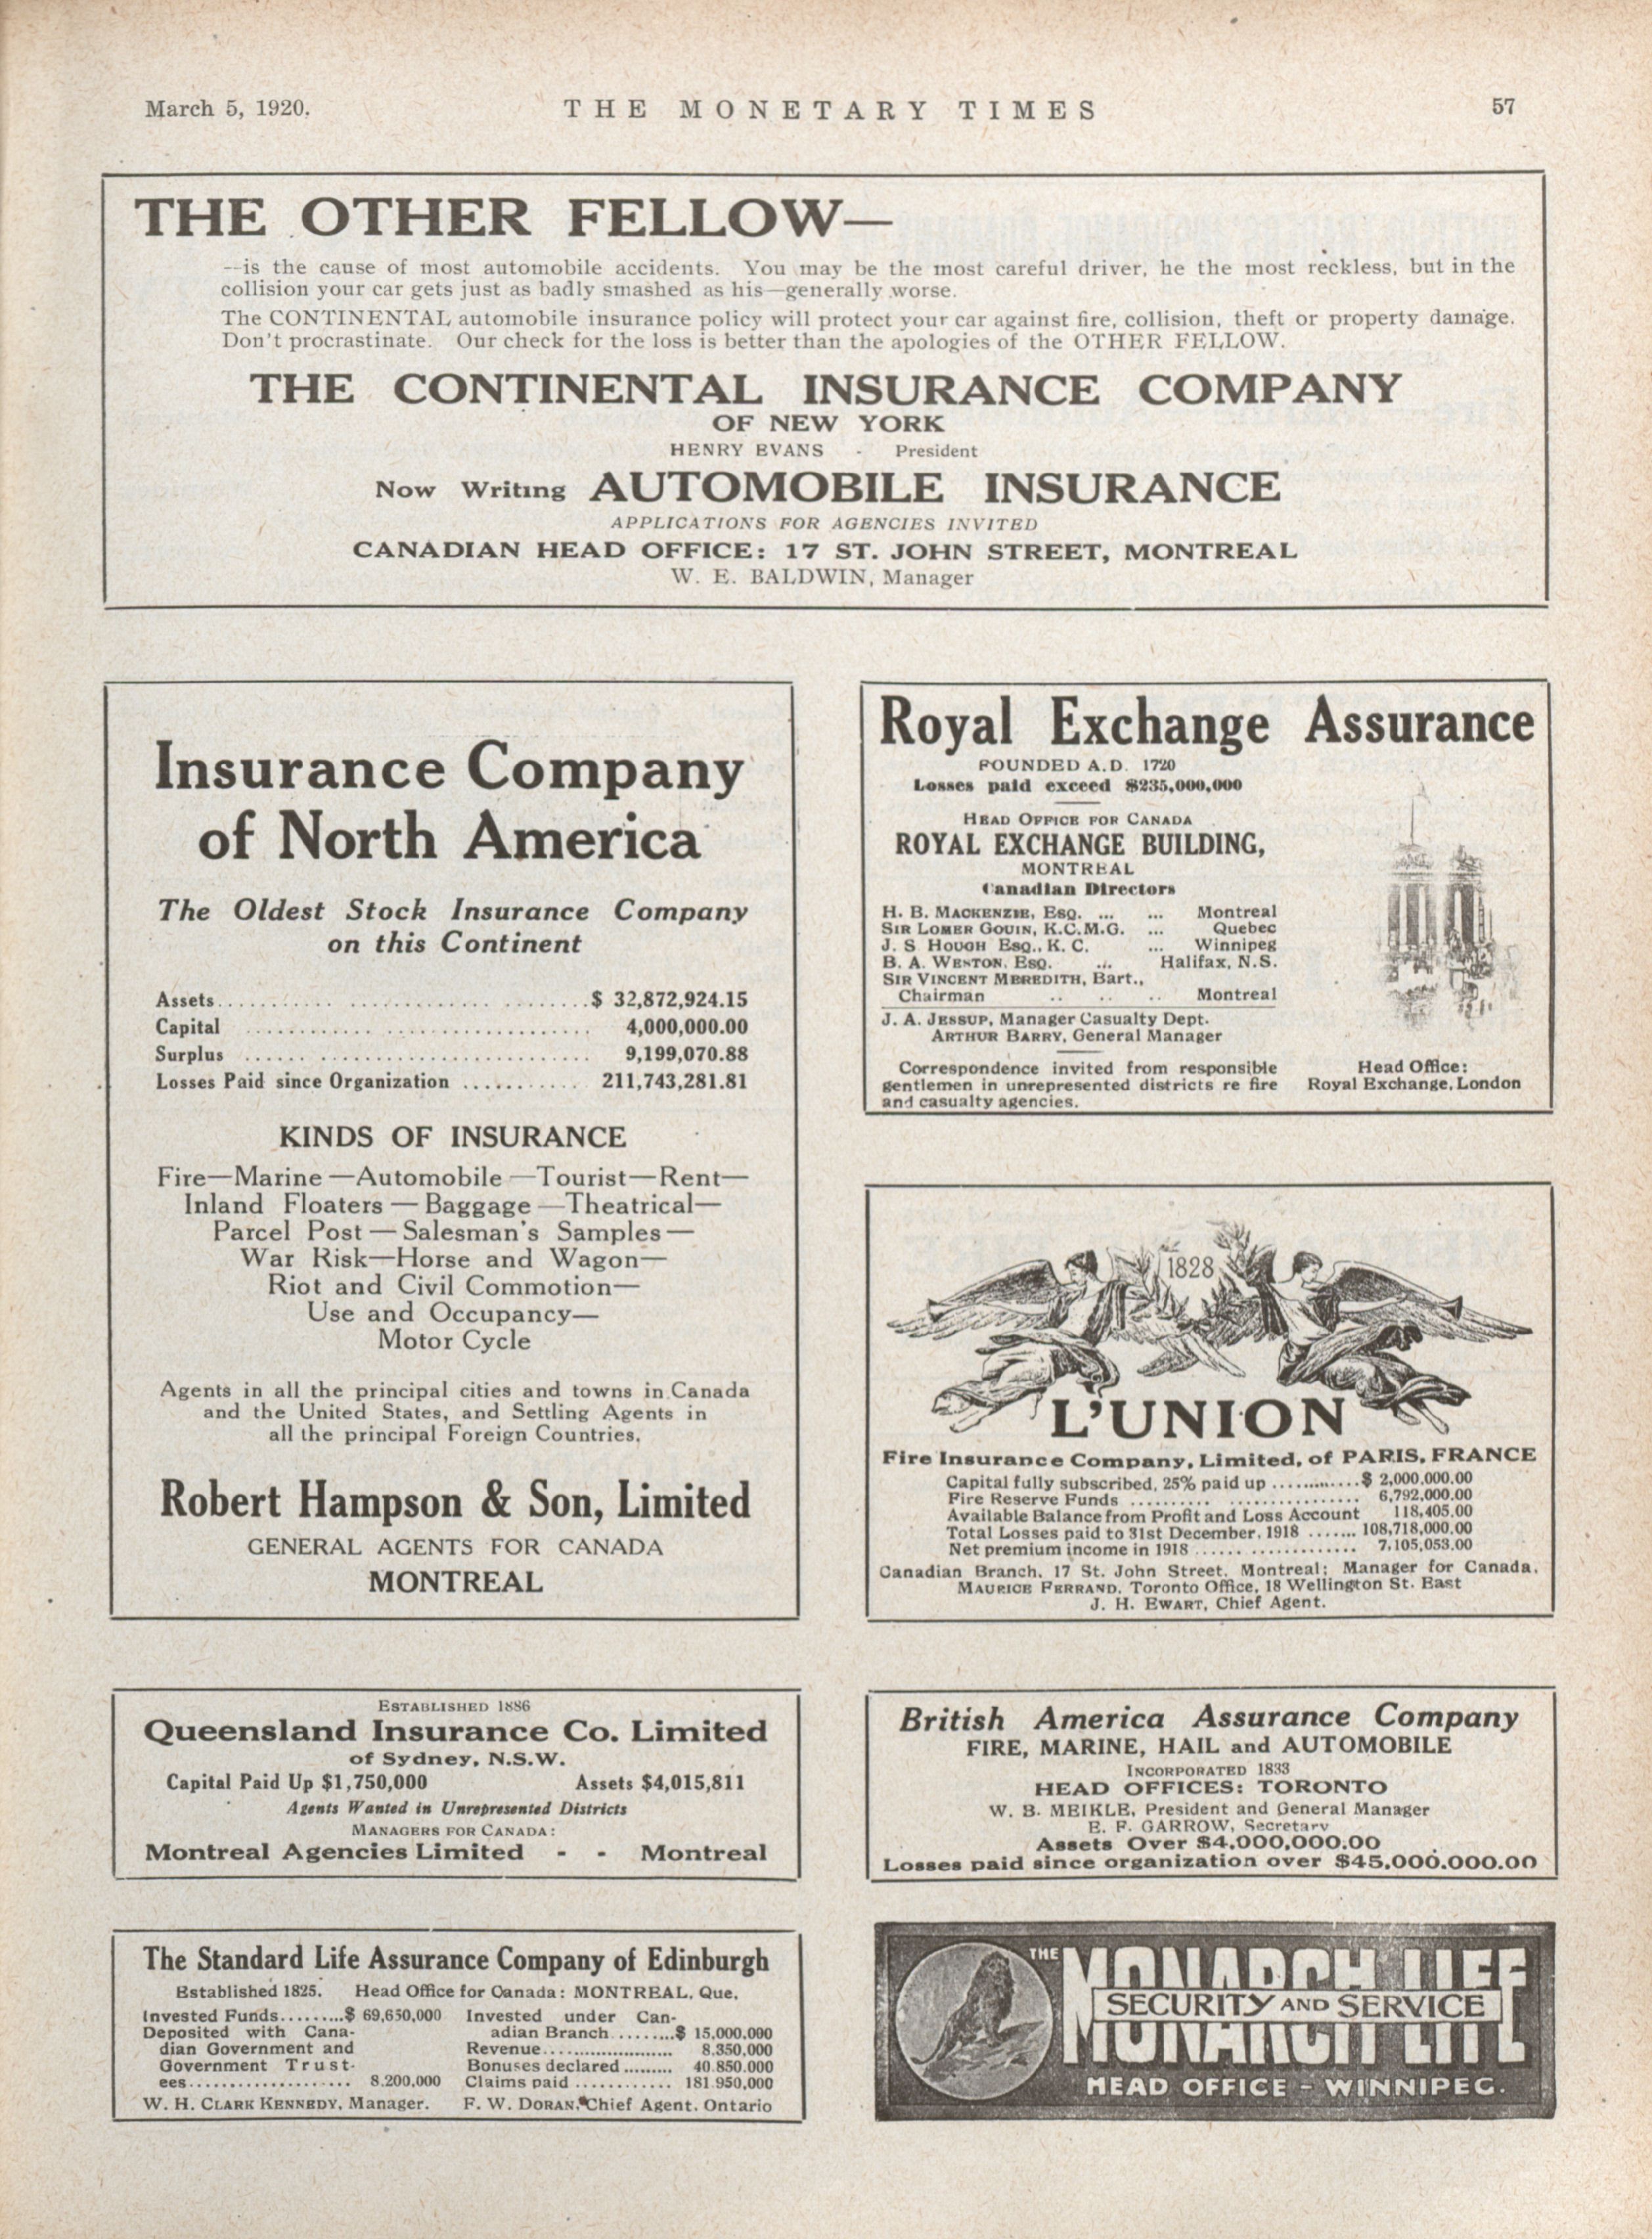 March 5, 1920.
THE MONETARY TIMES
57
THE OTHER FELLOW—
--is the cause of most automobile accidents. You may be the most careful driver, he the most reckless, but in the
collision your car gets just as badly smashed as his—generally worse.
The CONTINENTAL automobile insurance policy will protect your car against fire, collision, theft or property damage.
Don't procrastinate. Our check for the loss is better than the apologies of the OTHER FELLOW.
THE CONTINENTAL INSURANCE COMPANY
OF NEW YORK
HENRY EVANS - President
Now Writing AUTOMOBILE INSURANCE
APPLICATIONS FOR AGENCIES INVITED
CANADIAN HEAD OFFICE: 17 ST. JOHN STREET, MONTREAL
W. E. BALDWIN, Manager
Insurance Company
of North America
The Oldest Stock Insurance Company
on this Continent
Assets..................................$ 32,872,924.15
Capital .................................. 4,000,000.00
Surplus .................................. 9,199,070.88
Losses Paid since Organization ........... 211,743,281.81
KINDS OF INSURANCE
Fire—Marine—Automobile—Tourist—Rent—
Inland Floaters—Baggage—Theatrical—
Parcel Post—Salesman's Samples—
War Risk—Horse and Wagon—
Riot and Civil Commotion—
Use and Occupancy—
Motor Cycle
Agents in all the principal cities and towns in Canada
and the United States, and Settling Agents in
all the principal Foreign Countries.
Robert Hampson & Son, Limited
GENERAL AGENTS FOR CANADA
MONTREAL
Royal Exchange Assurance
FOUNDED A.D. 1720
Losses paid exceed $235,000,000
HEAD OFFICE FOR CANADA
ROYAL EXCHANGE BUILDING,
MONTREAL
Canadian Directors
H. B. MACKENZIE, ESQ. ... ... Montreal
SIR LOMER GOUIN, K.C.M.G. ... Quebec
J. S HOUGH ESQ., K. C. ... Winnipeg
B. A. WESTON, ESQ. ... Halifax, N.S.
SIR VINCENT MEREDITH, Bart.,
Chairman .. .. .. Montreal
J. A. JESSUP, Manager Casualty Dept.
ARTHUR BARRY, General Manager
Correspondence invited from responsible
gentlemen in unrepresented districts re fire
and casualty agencies.
Head Office:
Royal Exchange, London
1828
L'UNION
Fire Insurance Company, Limited, of PARIS, FRANCE
Capital fully subscribed, 25% paid up ...........$ 2,000,000.00
Fire Reserve Funds .......... ................ 6,792,000.00
Available Balance from Profit and Loss Account 118,405.00
Total Losses paid to 31st December, 1918 ....... 108,718,000.00
Net premium income in 1918 ...... ............. 7,105,053.00
Canadian Branch, 17 St. John Street, Montreal; Manager for Canada,
MAURICE FERRAND. Toronto Office, 18 Wellington St. East
J. H. EWART, Chief Agent.
ESTABLISHED 1886
Queensland Insurance Co. Limited
of Sydney, N.S.W.
Capital Paid Up $1,750,000 Assets $4,015,811
Agents Wanted in Unrepresented Districts
MANAGERS FOR CANADA:
Montreal Agencies Limited - - Montreal
British America Assurance Company
FIRE, MARINE, HAIL and AUTOMOBILE
INCORPORATED 1833
HEAD OFFICES: TORONTO
W. B. MEIKLE, President and General Manager
E. F. GARROW, Secretary
Assets Over $4,000,000.00
Losses paid since organization over $45,000,000.00
The Standard Life Assurance Company of Edinburgh
Established 1825. Head Office for Canada: MONTREAL, Que.
Invested Funds.........$ 69,650,000
Deposited with Cana-
dian Government and
Government Trust-
ees.................... 8,200,000
Invested under Can-
adian Branch.........$ 15,000,000
Revenue..................... 8,350,000
Bonuses declared......... 40,850,000
Claims paid............ 181,950,000
W. H. CLARK KENNEDY, Manager. F. W. DORAN, Chief Agent, Ontario
THE MONARCH LIFE
SECURITY AND SERVICE
MONARCH LIFE
HEAD OFFICE - WINNIPEG.